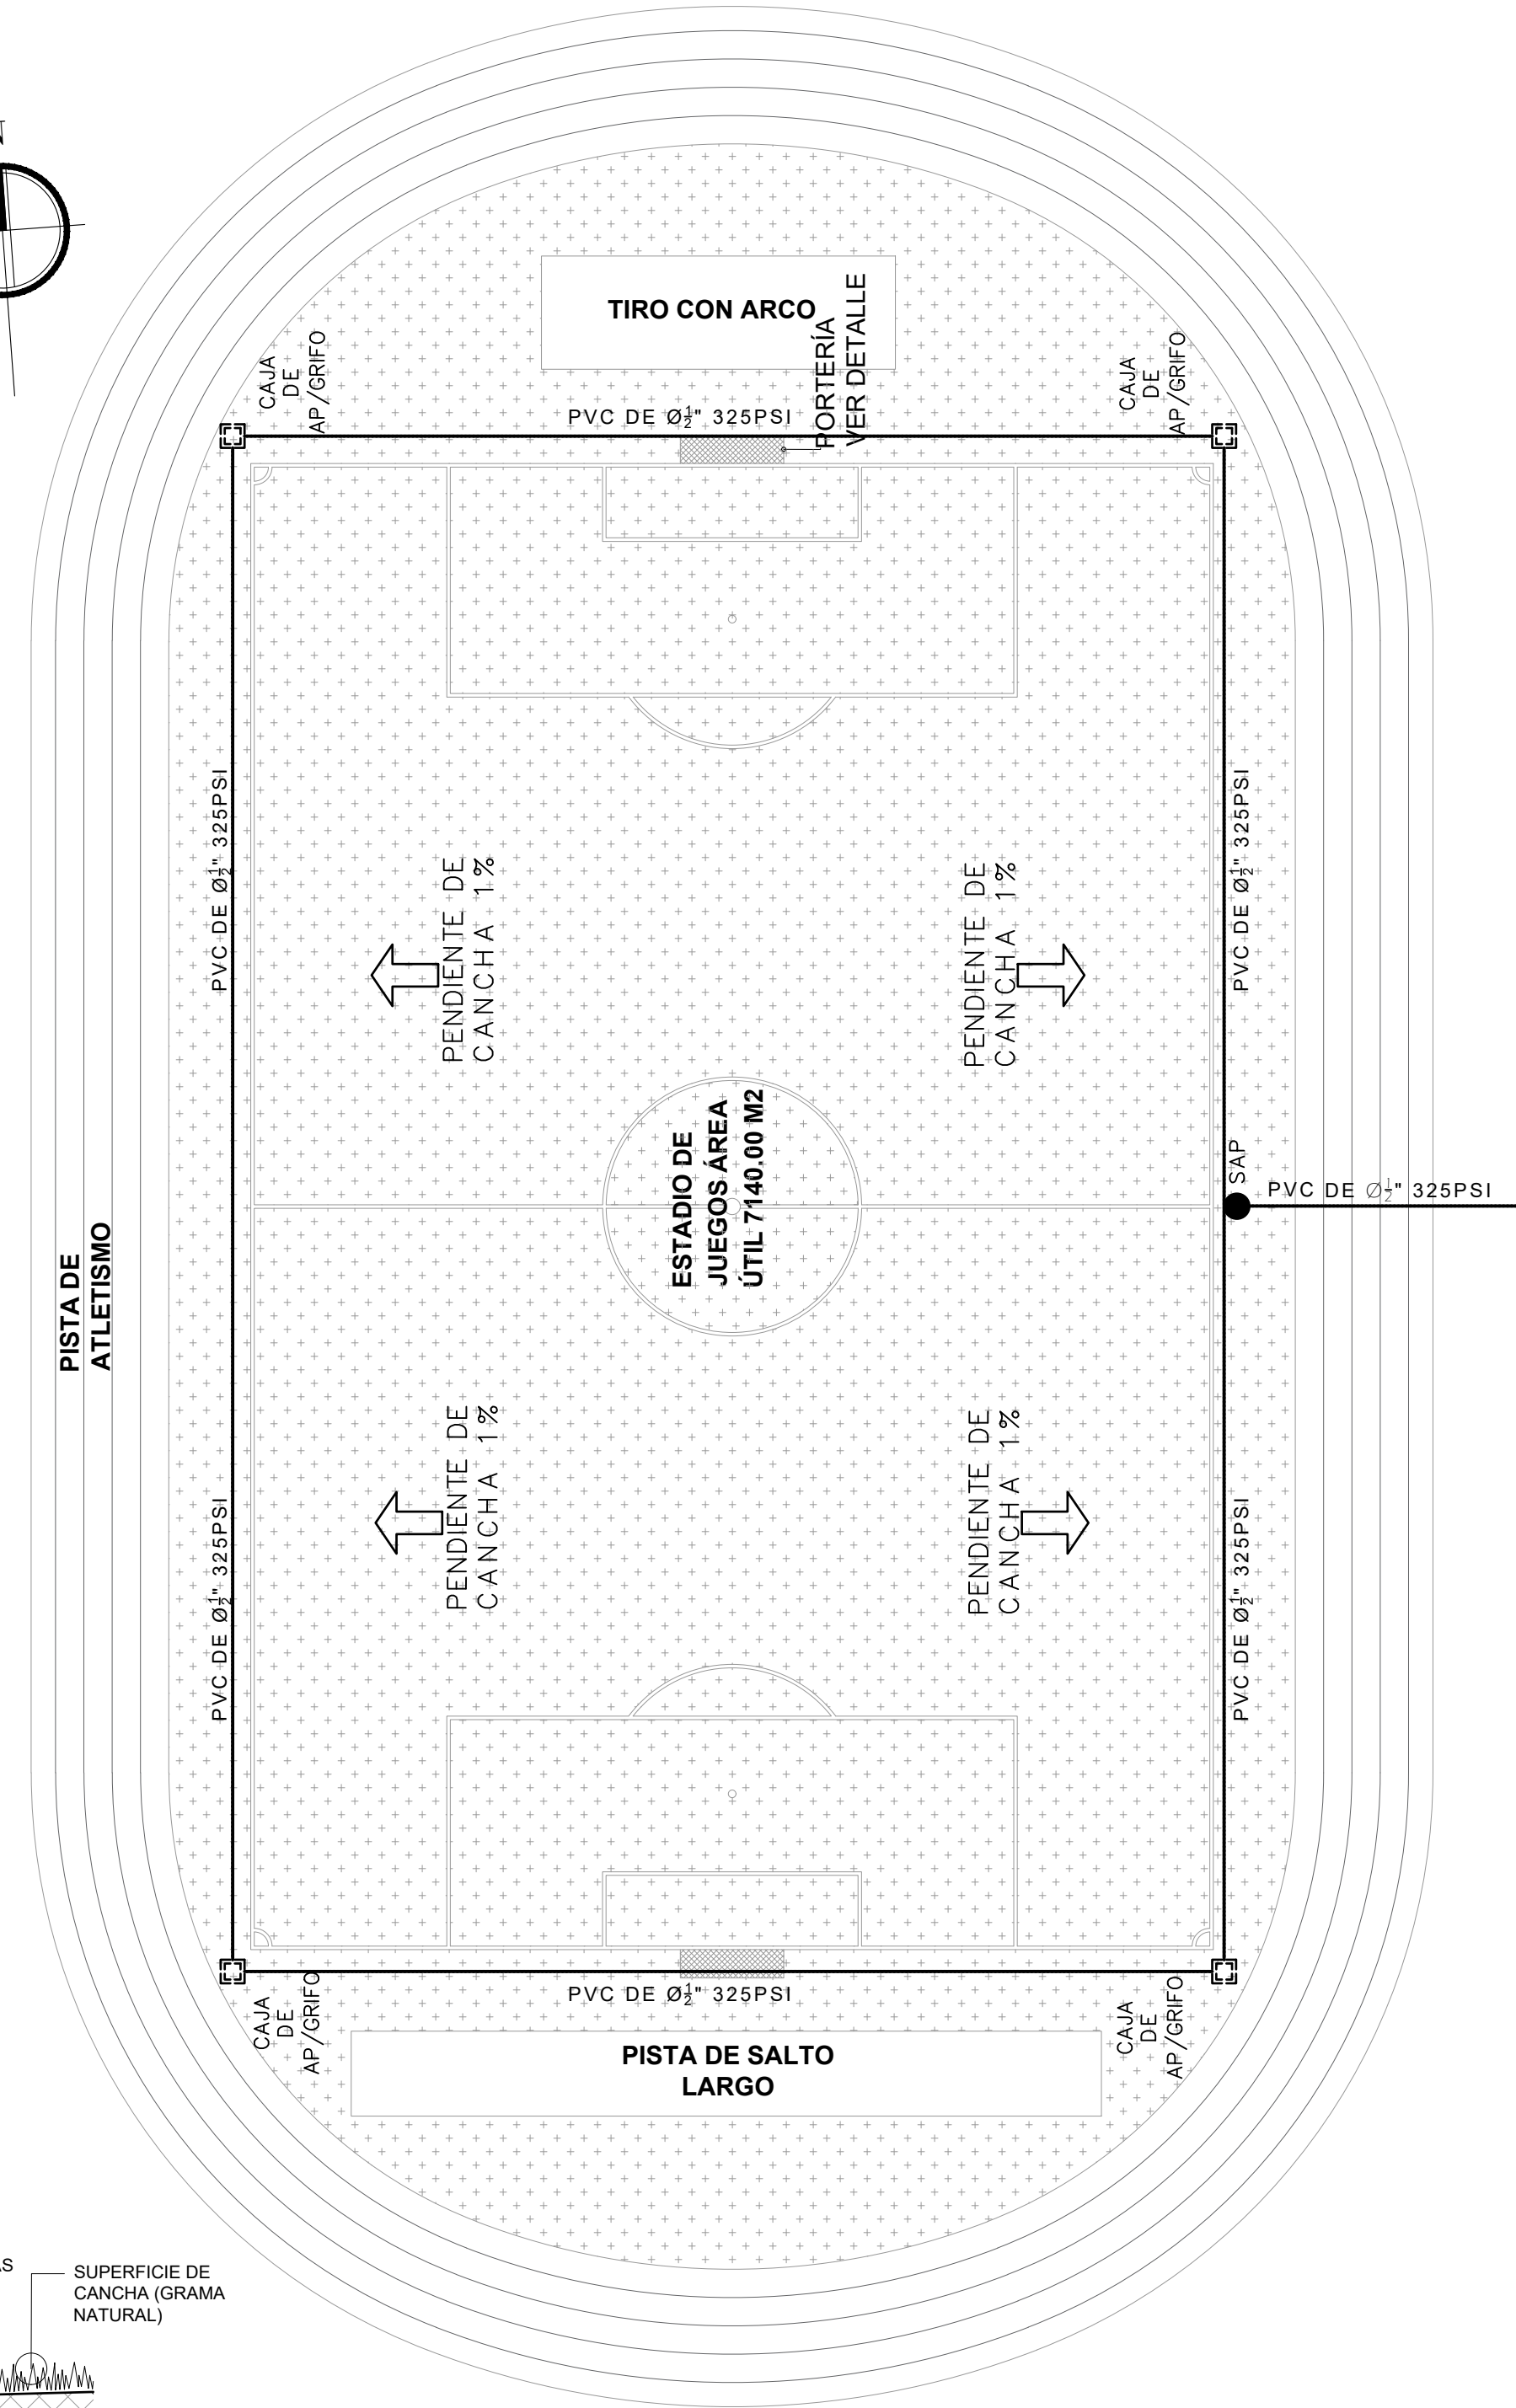 TIRO CON ARCO
PORTERÍA
VER DETALLE
CAJA
DE
AP/GRIFO
CAJA
DE
AP/GRIFO
PVC DE Ø½" 325PSI
PVC DE Ø½" 325PSI
PVC DE Ø½" 325PSI
PENDIENTE DE
CANCHA 1%
PENDIENTE DE
CANCHA 1%
ESTADIO DE
JUEGOS ÁREA
ÚTIL 7140.00 M2
SAP
PVC DE Ø½" 325PSI
PISTA DE
ATLETISMO
PENDIENTE DE
CANCHA 1%
PENDIENTE DE
CANCHA 1%
PVC DE Ø½" 325PSI
PVC DE Ø½" 325PSI
PVC DE Ø½" 325PSI
CAJA
DE
AP/GRIFO
CAJA
DE
AP/GRIFO
PISTA DE SALTO
LARGO
SUPERFICIE DE
CANCHA (GRAMA
NATURAL)